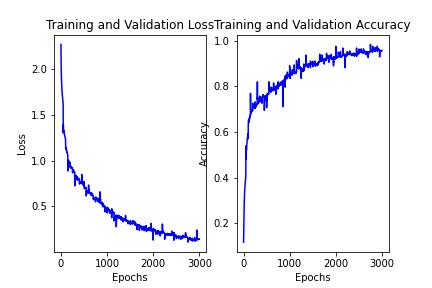 Training and Validation Loss
Loss
2.0
1.5
1.0
0.5
0
1000
2000
3000
Epochs
Training and Validation Accuracy
Accuracy
1.0
0.8
0.6
0.4
0.2
0
1000
2000
3000
Epochs